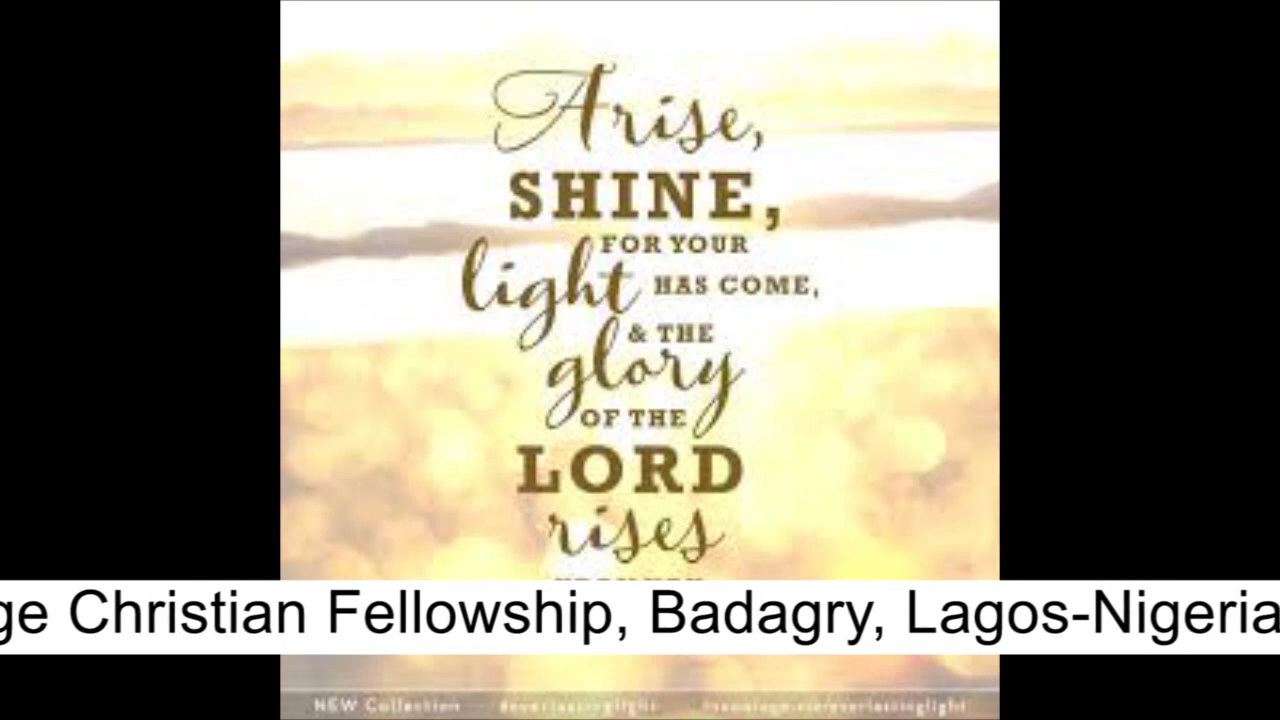 Arise,
SHINE,
FOR YOUR
light HAS COME,
& THE
glory
OF THE
LORD
rises
ge Christian Fellowship, Badagry, Lagos-Nigeria
NEW Collection